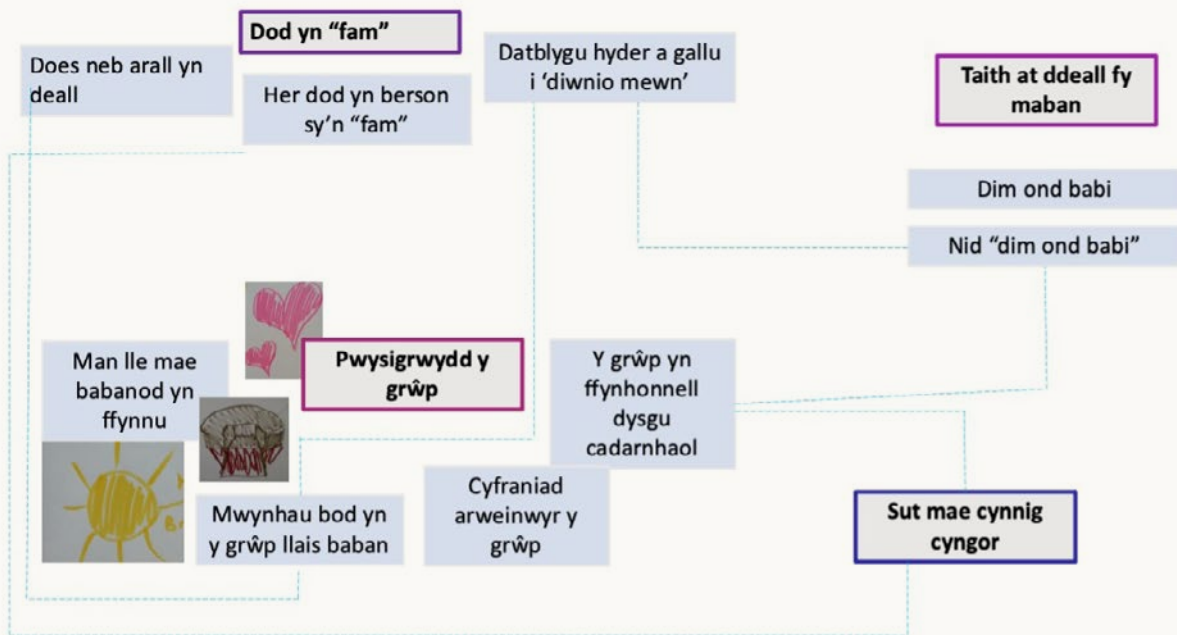 Dod yn “fam”
Does neb arall yn
deall
Her dod yn berson
sy’n “fam”
Datblygu hyder a gallu
i ‘diwnio mewn’
Taith at ddeall fy
maban
Dim ond babi
Nid “dim ond babi”
Man lle mae
babanod yn
ffynnu
Pwysigrwydd y
grŵp
Y grŵp yn
ffynhonnell
dysgu
cadarnhaol
Mwynhau bod yn
y grŵp llais baban
Cyfraniad
arweinwyr y
grŵp
Sut mae cynnig
cyngor